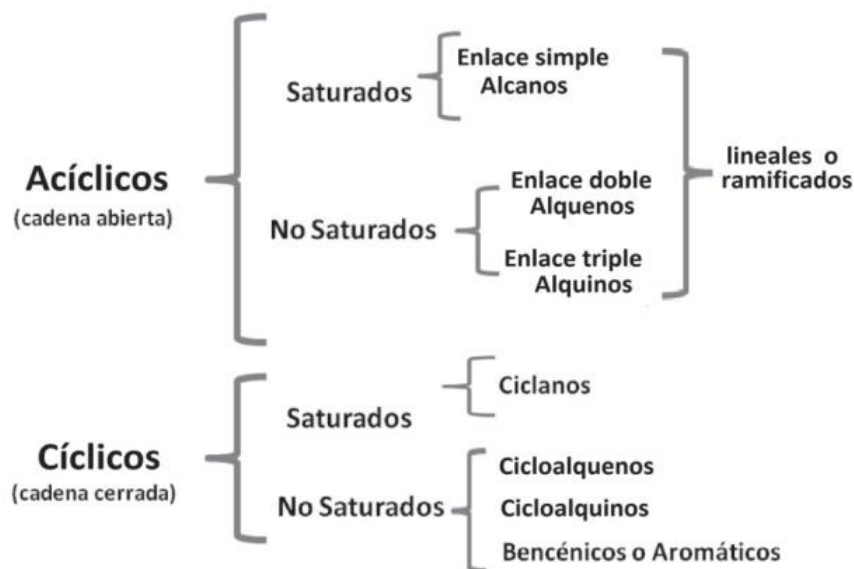 Acíclicos
(cadena abierta)
Saturados
Enlace simple
Alcanos
No Saturados
Enlace doble
Alquenos
Enlace triple
Alquinos
lineales o
ramificados
Cíclicos
(cadena cerrada)
Saturados
Ciclanos
No Saturados
Cicloalquenos
Cicloalquinos
Bencénicos o Aromáticos